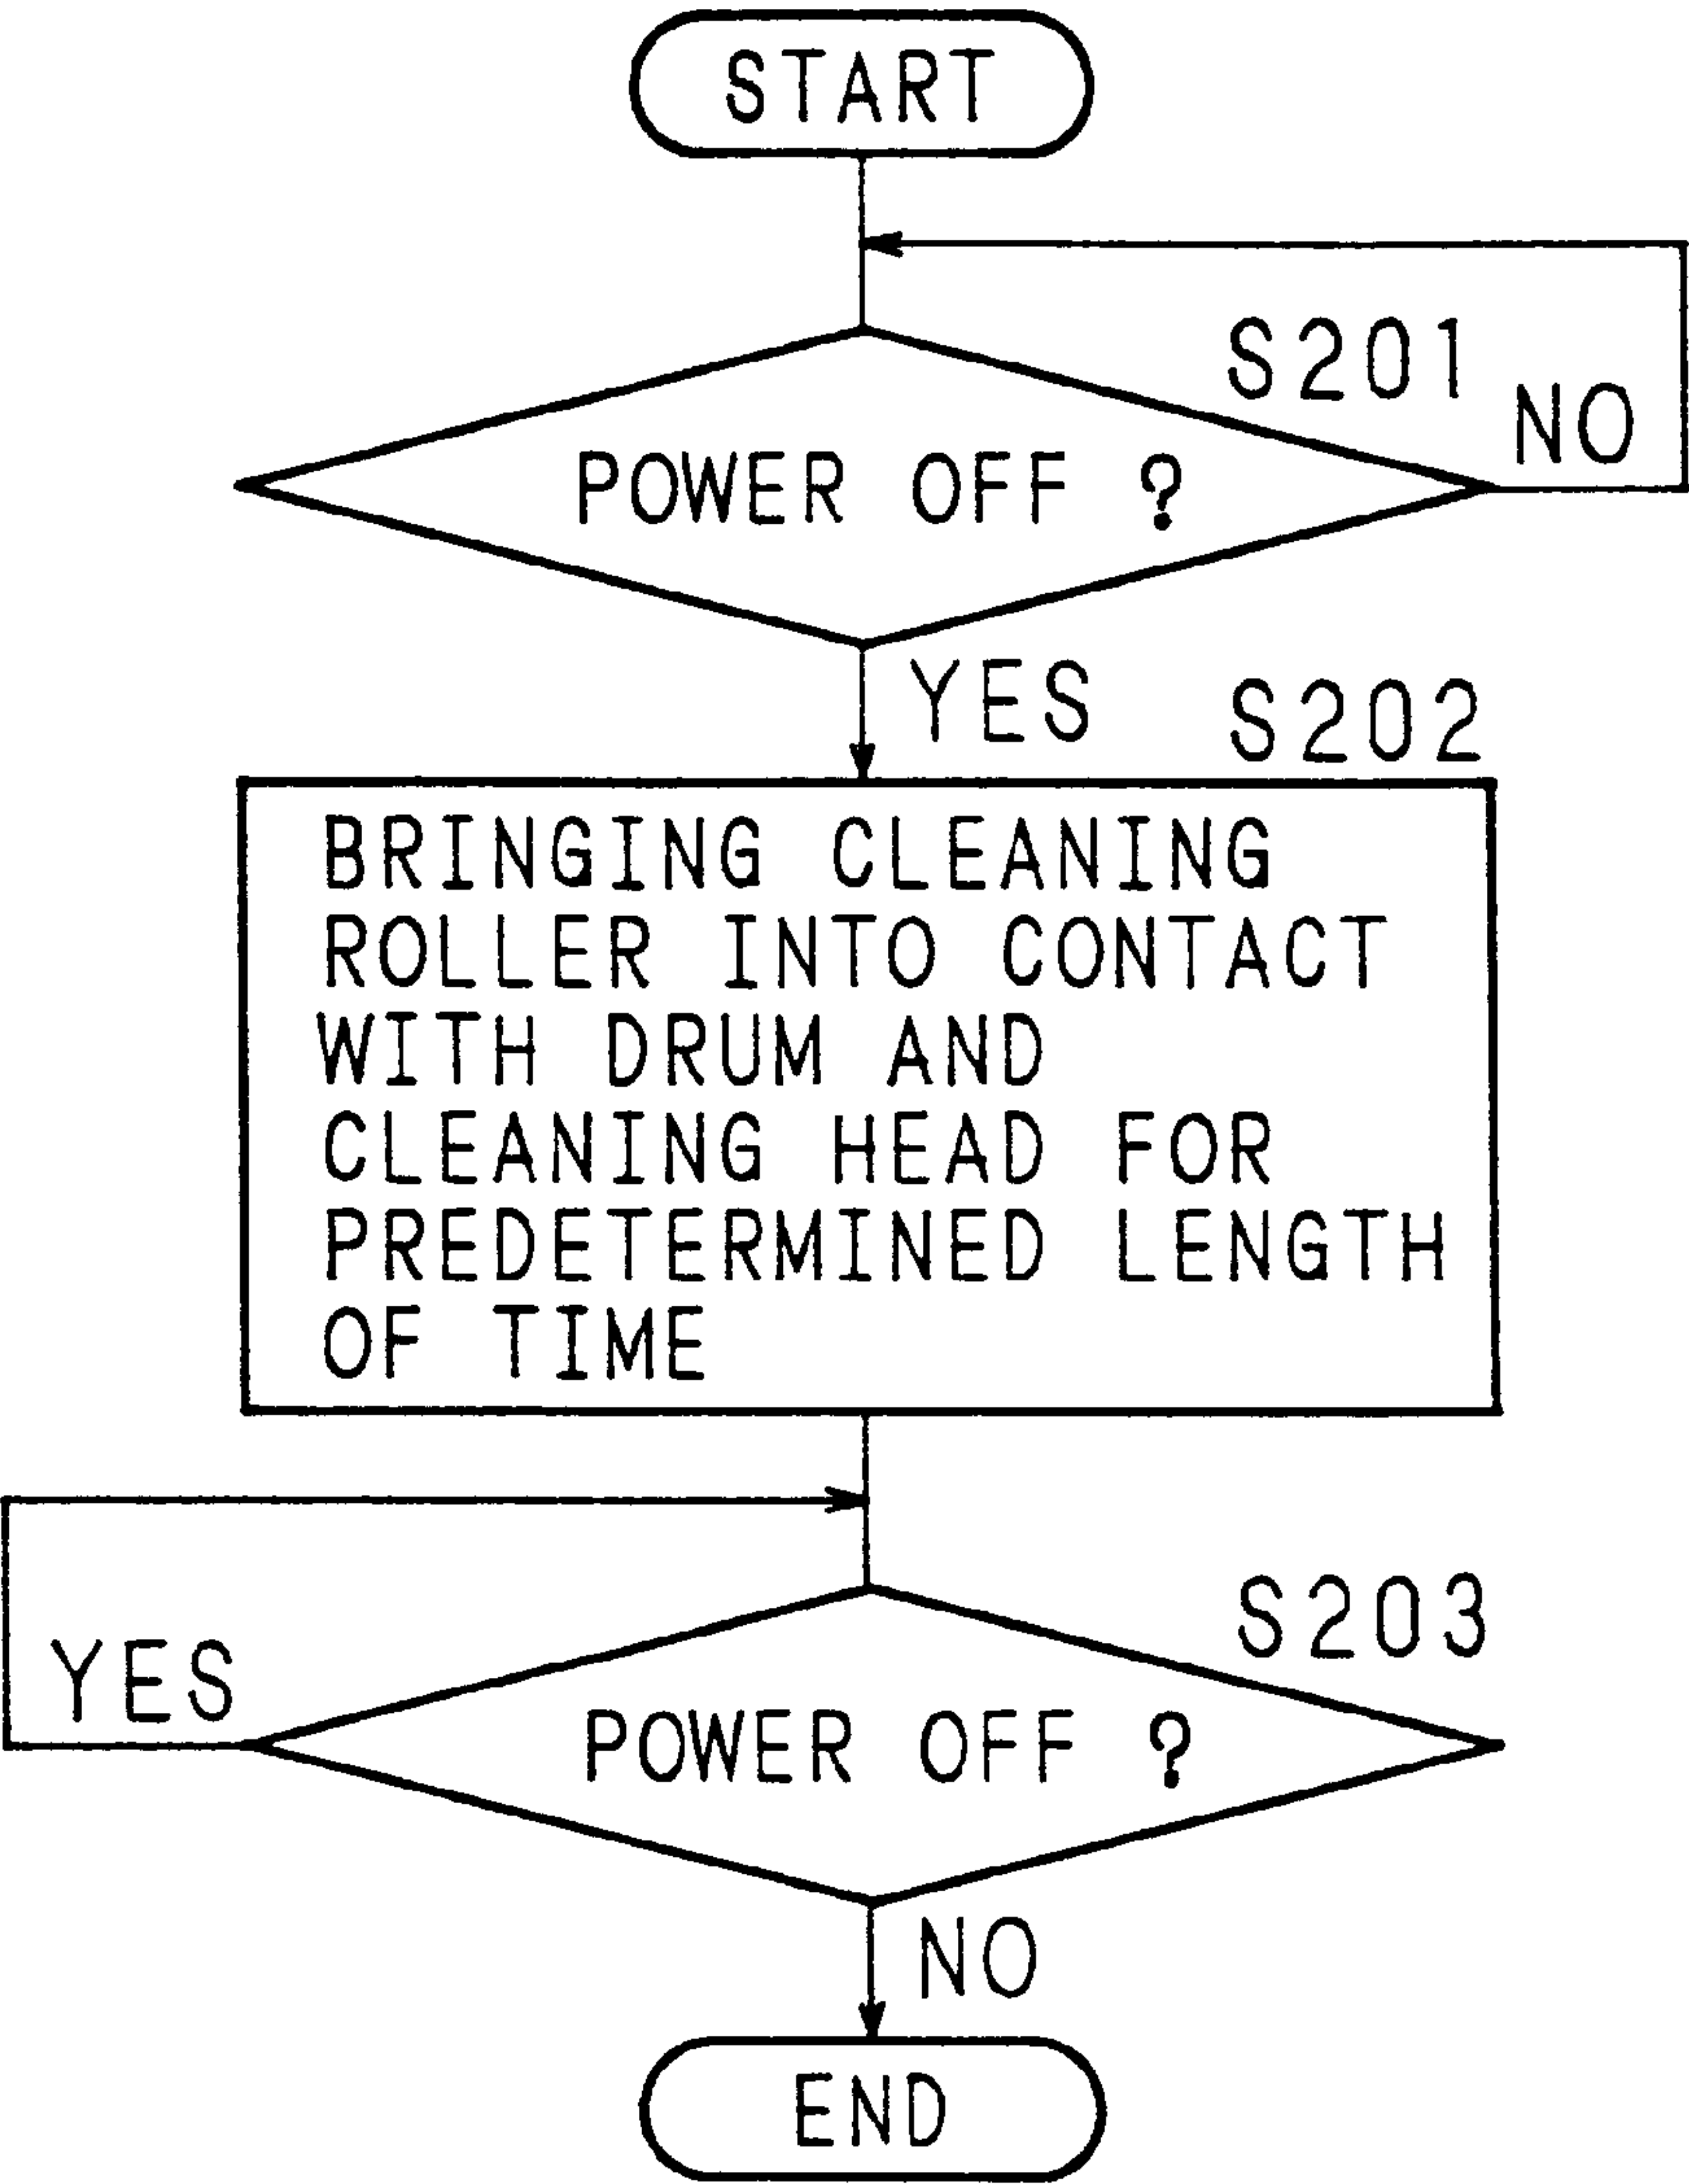 START
S201
NO
POWER OFF ?
YES
S202
BRINGING CLEANING
ROLLER INTO CONTACT
WITH DRUM AND
CLEANING HEAD FOR
PREDETERMINED LENGTH
OF TIME
S203
YES
POWER OFF ?
NO
END